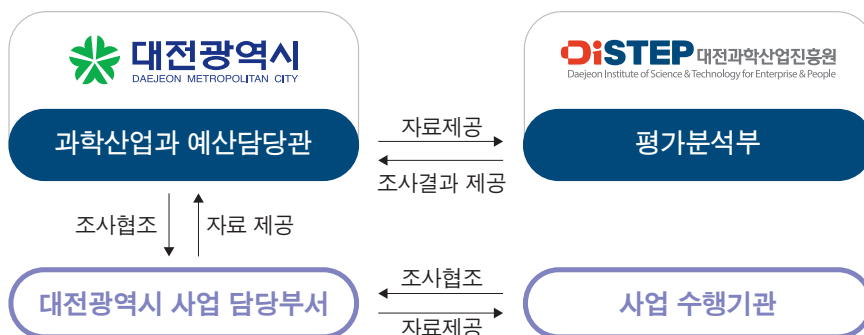 대전광역시
DAEJEON METROPOLITAN CITY
DiSTEP 대전과학산업진흥원
Daejeon Institute of Science & Technology for Enterprise & People
과학산업과 예산담당관
자료제공
조사결과 제공
평가분석부
조사협조
자료 제공
대전광역시 사업 담당부서
조사협조
자료제공
사업 수행기관